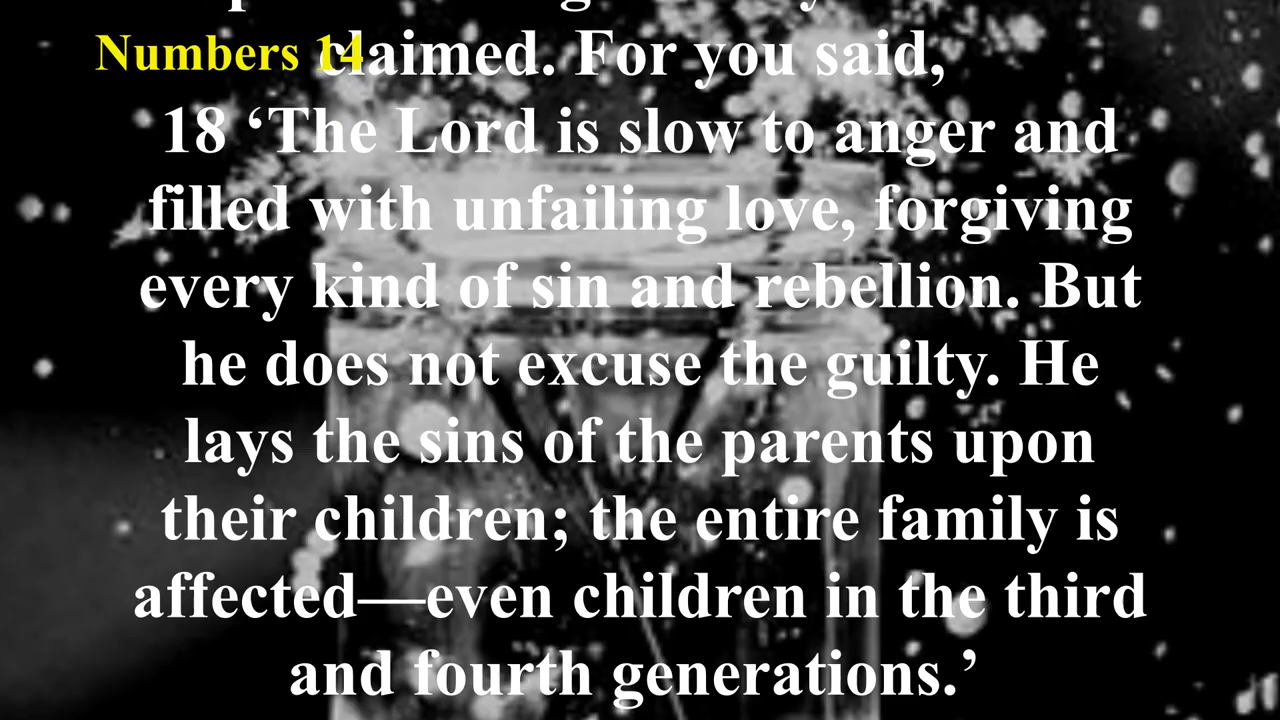 Numbers 14
claimed. For you said,
18 ‘The Lord is slow to anger and
filled with unfailing love, forgiving
every kind of sin and rebellion. But
he does not excuse the guilty. He
lays the sins of the parents upon
their children; the entire family is
affected—even children in the third
and fourth generations.’